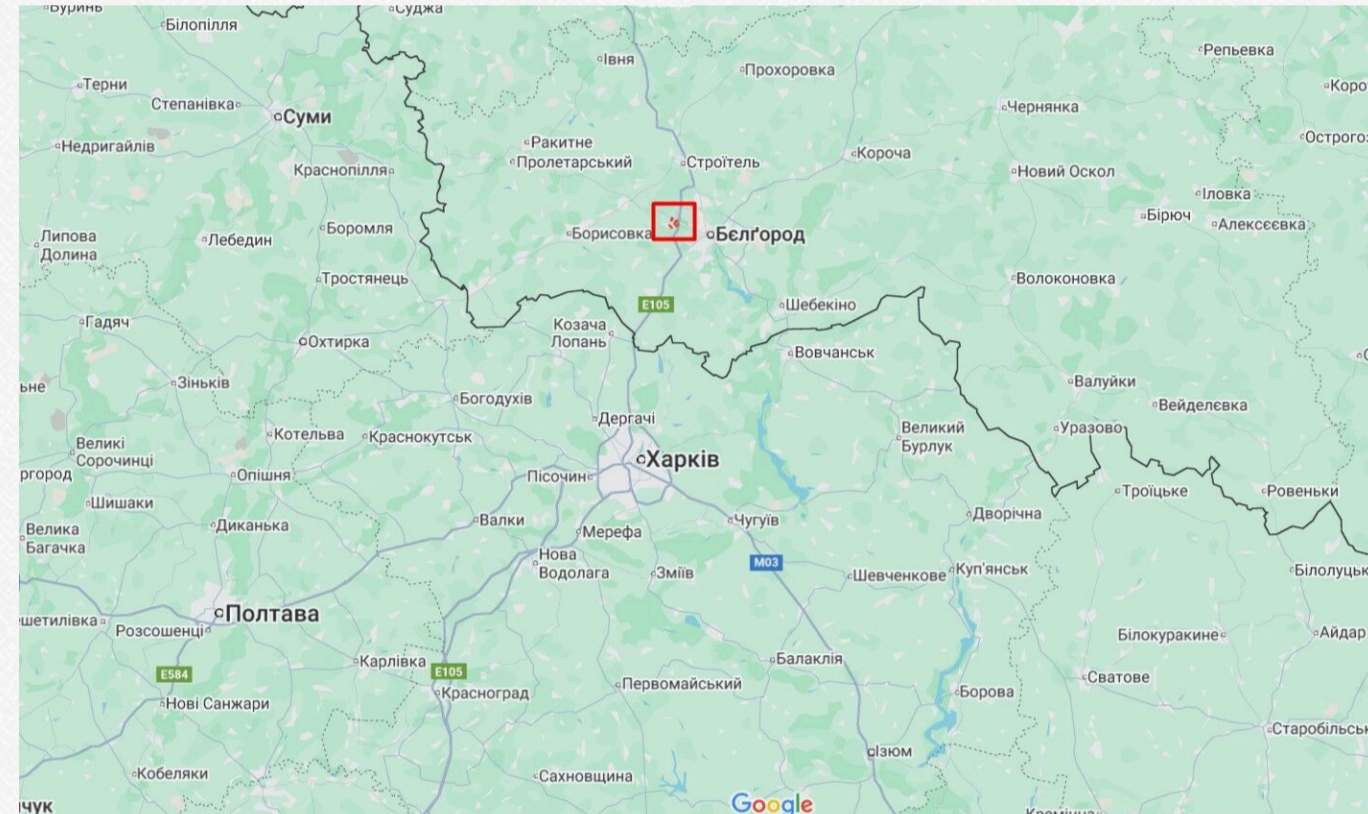 Буринь
Суджа
Білопілля
Івня
Репьевка
Прохоровка
Терни
Степанівка
Суми
Чернянка
Недригайлів
Ракитне
Пролетарський
Строїтель
Короча
Краснопілля
Новий Оскол
Іловка
Бірюч
Алексєєвка
Липова
Долина
Лебедин
Боромля
Борисовка
Бєлґород
Тростянець
Волоконовка
E105
Шебекіно
Гадяч
Козача
Лопань
Охтирка
Вовчанськ
Зіньків
Валуйки
Богодухів
Вейделєвка
Дергачі
Котельва
Краснокутськ
Великий
Бурлук
Уразово
Великі
Сорочинці
Харків
Опішня
Пісочин
Троїцьке
Ровеньки
Шишаки
Диканька
Валки
Чугуїв
Дворічна
Велика
Багачка
Мерефа
Нова
Водолага
Зміїв
M03
Шевченкове
Куп'янськ
Полтава
Розсошенці
Білокуракине
Айдар
Карлівка
Балаклія
E584
E105
Красноград
Первомайський
Сватове
Борова
Нові Санжари
Ізюм
Кобеляки
Сахновщина
Google